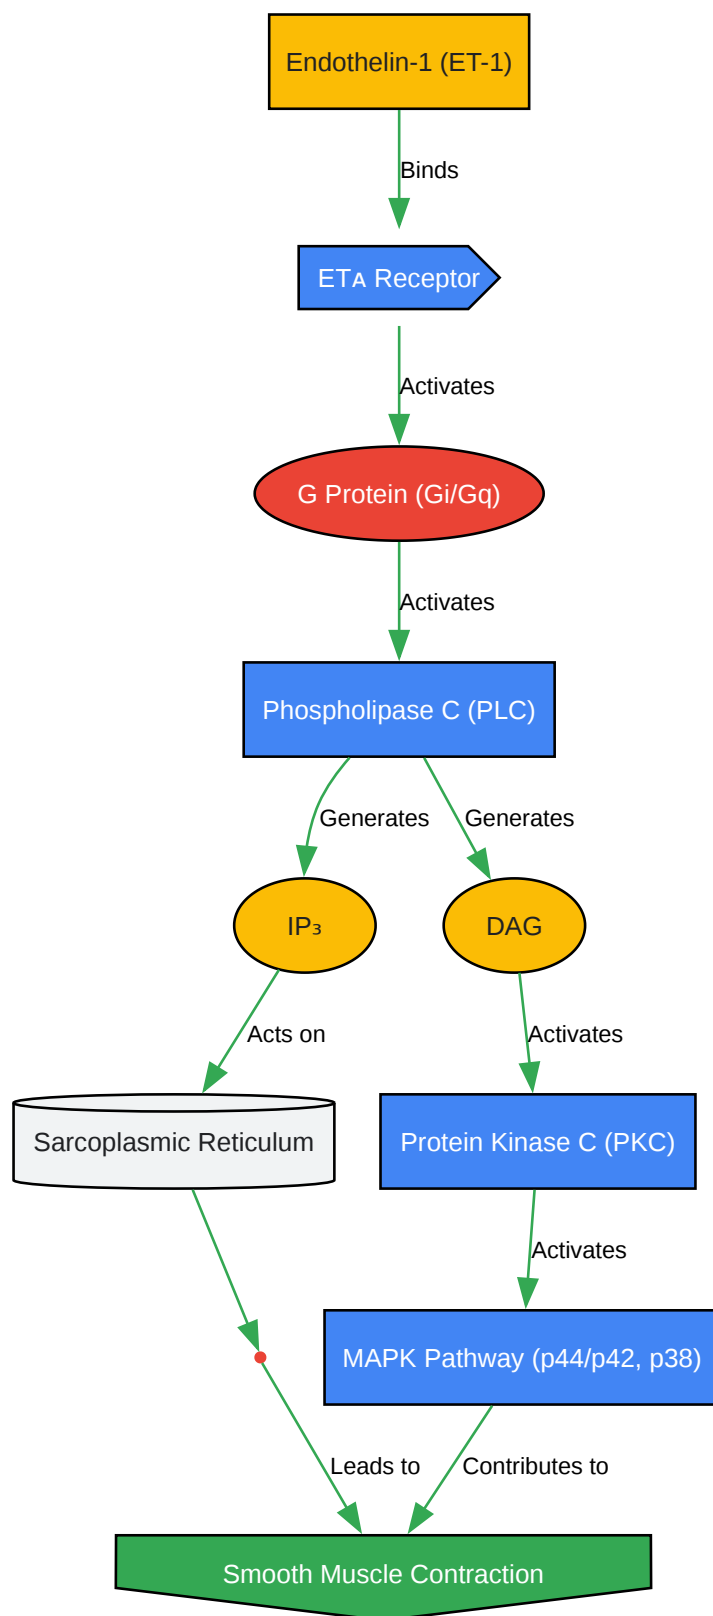 Endothelin-1 (ET-1)
Binds
ETᴀ Receptor
Activates
G Protein (Gi/Gq)
Activates
Phospholipase C (PLC)
Generates
Generates
IP₃
DAG
Acts on
Activates
Sarcoplasmic Reticulum
Protein Kinase C (PKC)
Activates
MAPK Pathway (p44/p42, p38)
Leads to
Contributes to
Smooth Muscle Contraction